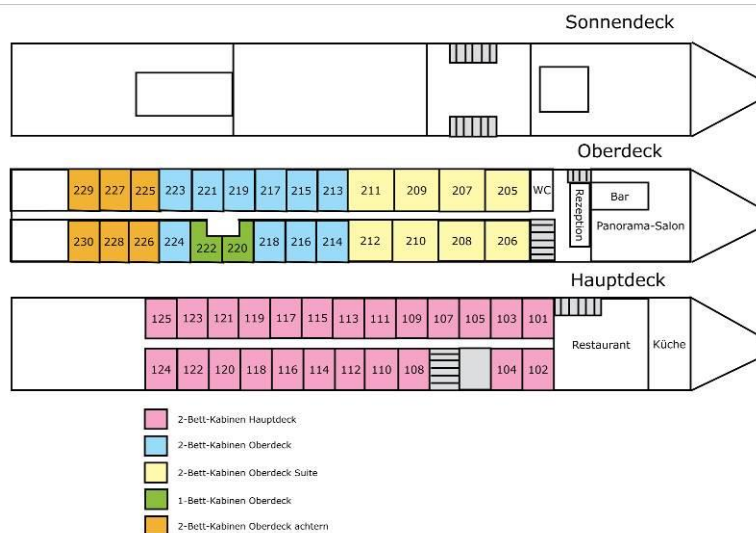 Sonnendeck
Oberdeck
229 227 225 223 221 219 217 215 213 211 209 207 205 WC
Rezeption
Bar
Panorama-Salon
230 228 226 224 222 220 218 216 214 212 210 208 206
Hauptdeck
125 123 121 119 117 115 113 111 109 107 105 103 101
Restaurant
Küche
124 122 120 118 116 114 112 110 108 104 102
2-Bett-Kabinen Hauptdeck
2-Bett-Kabinen Oberdeck
2-Bett-Kabinen Oberdeck Suite
1-Bett-Kabinen Oberdeck
2-Bett-Kabinen Oberdeck achtern